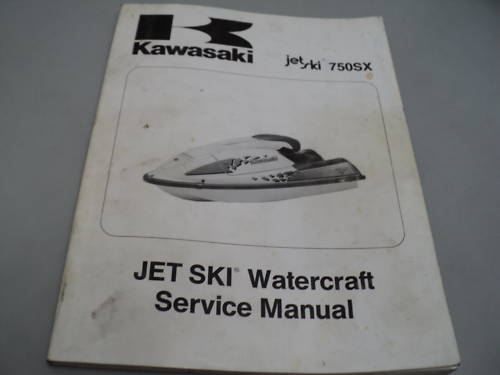 Kawasaki
jet ski® 750SX
JET SKI® Watercraft
Service Manual